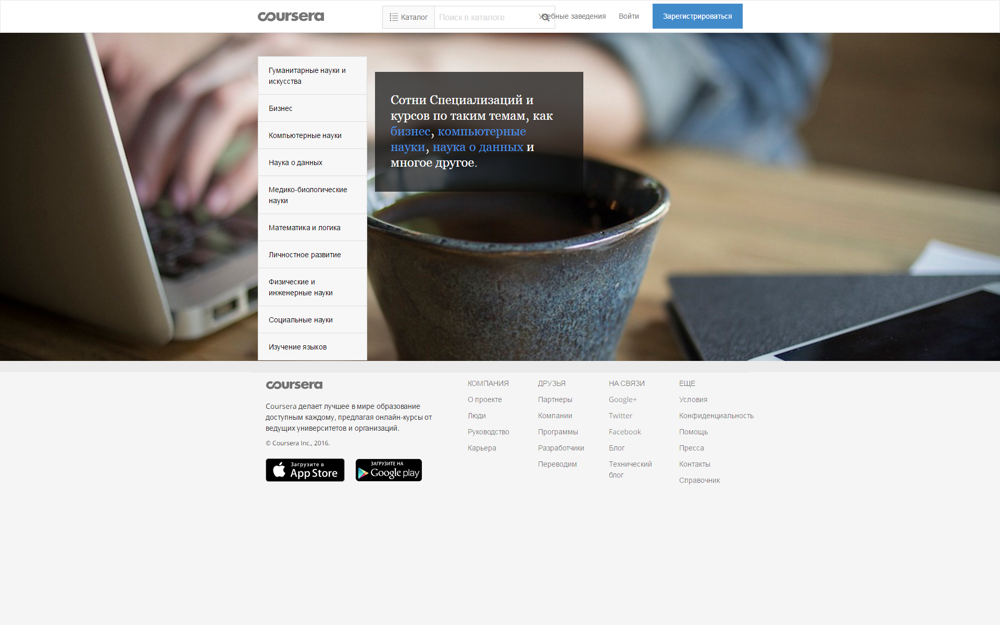 coursera
Каталог
Поиск в каталоге
Учебные заведения
Войти
Зарегистрироваться
Гуманитарные науки и
искусства
Бизнес
Компьютерные науки
Наука о данных
Медико-биологические
науки
Математика и логика
Личностное развитие
Физические и
инженерные науки
Социальные науки
Изучение языков
Сотни Специализаций и
курсов по таким темам, как
бизнес, компьютерные
науки, наука о данных и
многое другое.
coursera
Coursera делает лучшее в мире образование
доступным каждому, предлагая онлайн-курсы от
ведущих университетов и организаций.
© Coursera Inc., 2016.
Загрузите в
App Store
ЗАГРУЗИТЕ НА
Google play
КОМПАНИЯ
О проекте
Люди
Руководство
Карьера
ДРУЗЬЯ
Партнеры
Компании
Программы
Разработчики
Переводим
НА СВЯЗИ
Google+
Twitter
Facebook
Блог
Технический
блог
ЕЩЕ
Условия
Конфиденциальность
Помощь
Пресса
Контакты
Справочник